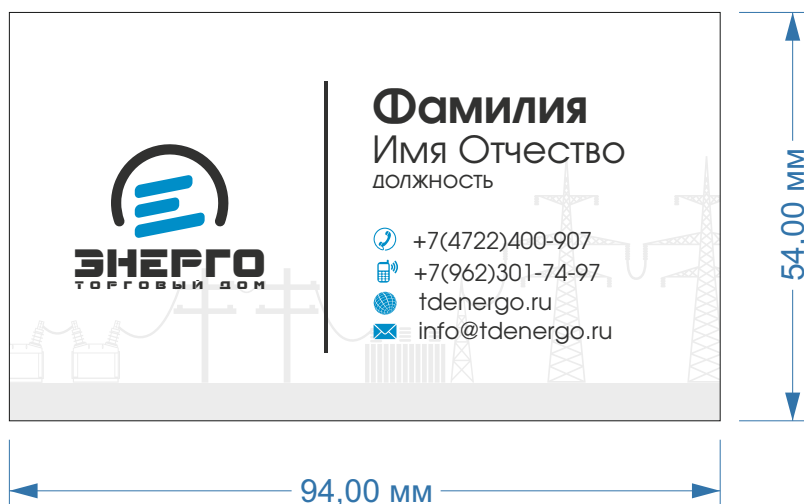 Фамилия
Имя Отчество
должность
ЭНЕРГО
ТОРГОВЫЙ ДОМ
+7(4722)400-907
+7(962)301-74-97
tdenergo.ru
info@tdenergo.ru
54,00 мм
94,00 мм